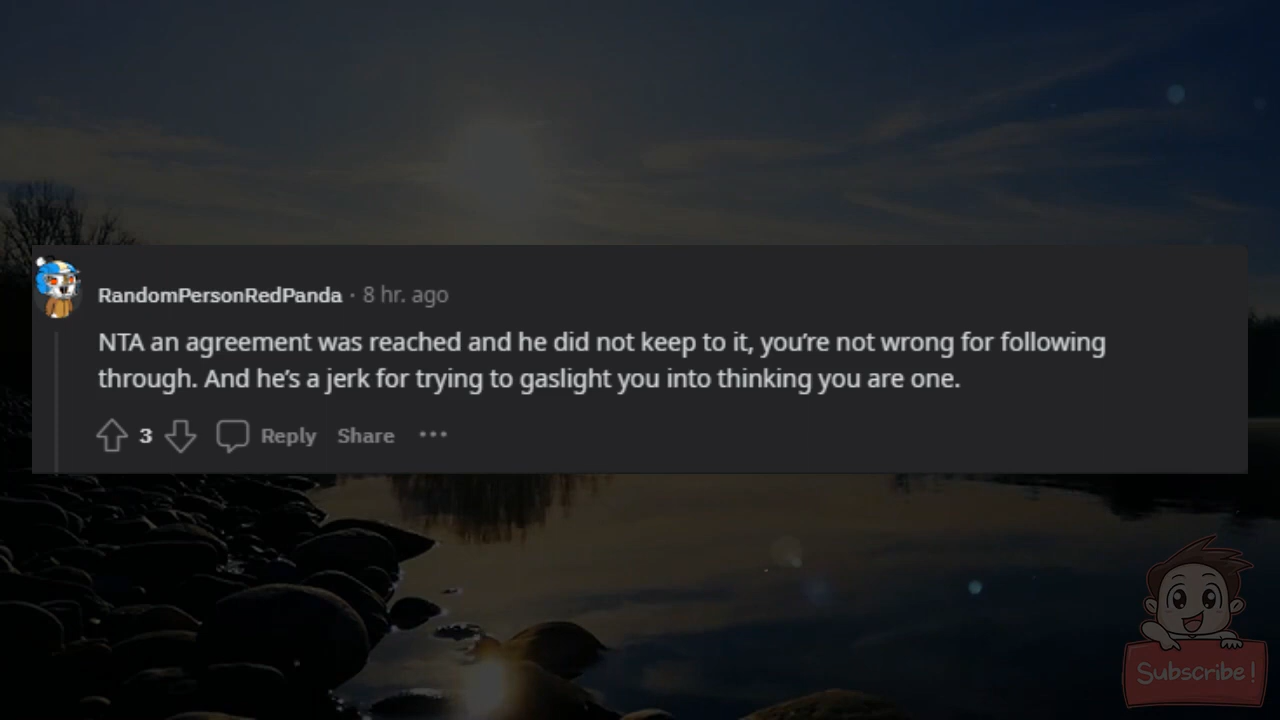 RandomPersonRedPanda · 8 hr. ago
NTA an agreement was reached and he did not keep to it, you’re not wrong for following
through. And he’s a jerk for trying to gaslight you into thinking you are one.
3 Reply Share ···
Subscribe!